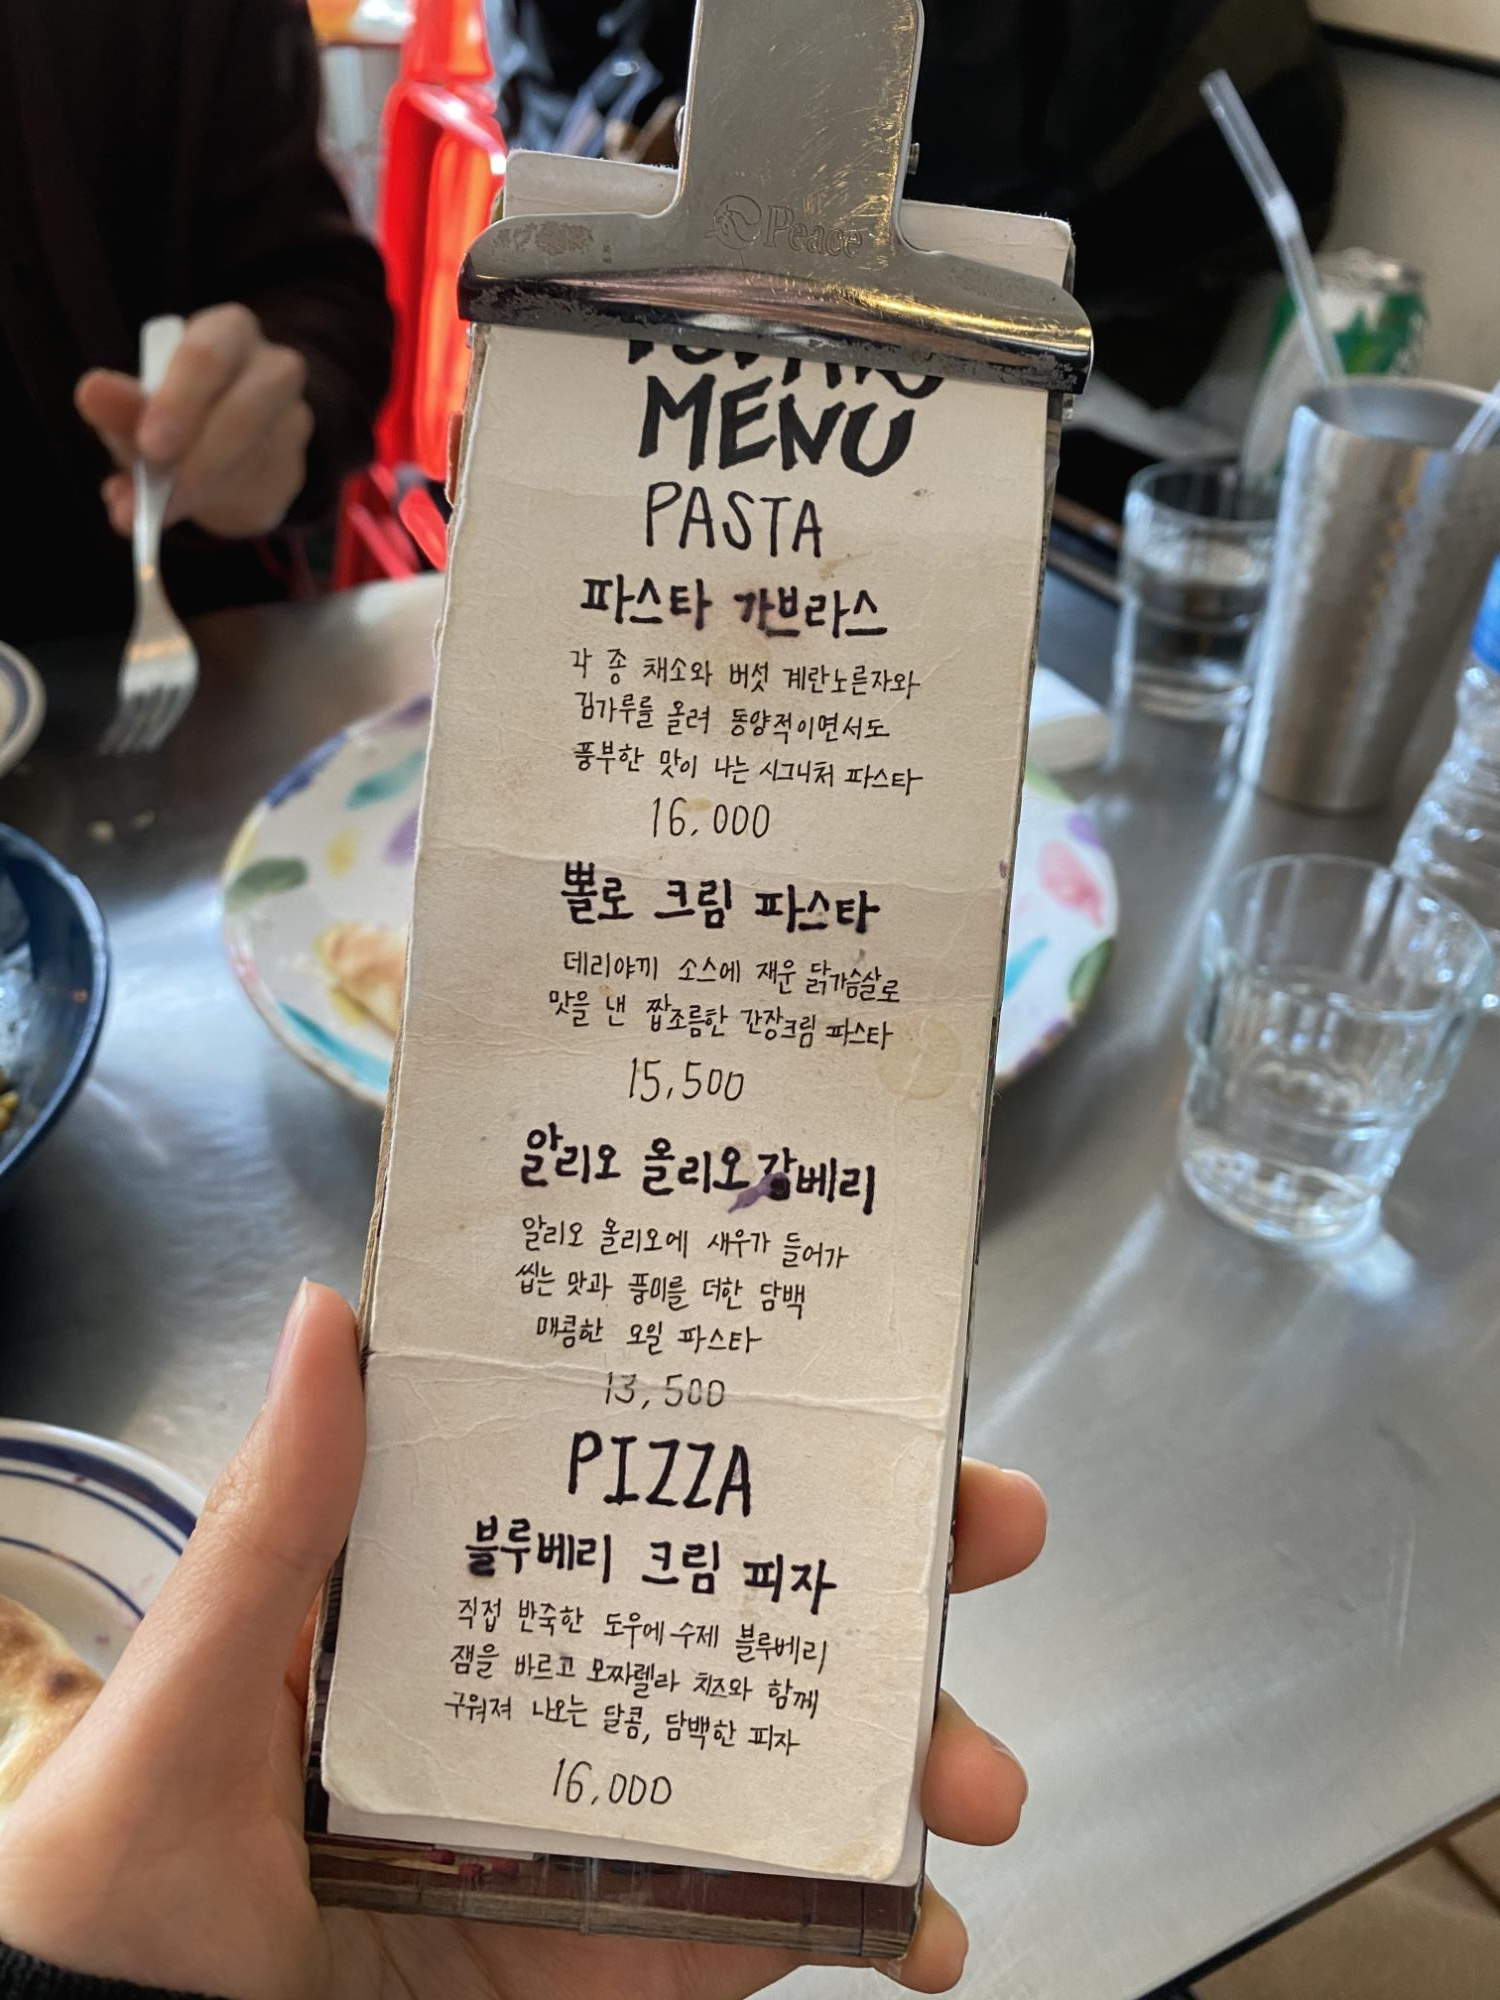 Peace
MENU
PASTA
파스타 가브라스
각 종 채소와 버섯 계란노른자와
김가루를 올려 동양적이면서도
풍부한 맛이 나는 시그니처 파스타
16,000
뽈로 크림 파스타
데리야끼 소스에 재운 닭가슴살로
맛을 낸 짭조름한 간장크림 파스타
15,500
알리오 올리오 감베리
알리오 올리오에 새우가 들어가
씹는 맛과 풍미를 더한 담백
매콤한 오일 파스타
13,500
PIZZA
블루베리 크림 피자
직접 반죽한 도우에 수제 블루베리
잼을 바르고 모짜렐라 치즈와 함께
구워져 나오는 달콤, 담백한 피자
16,000